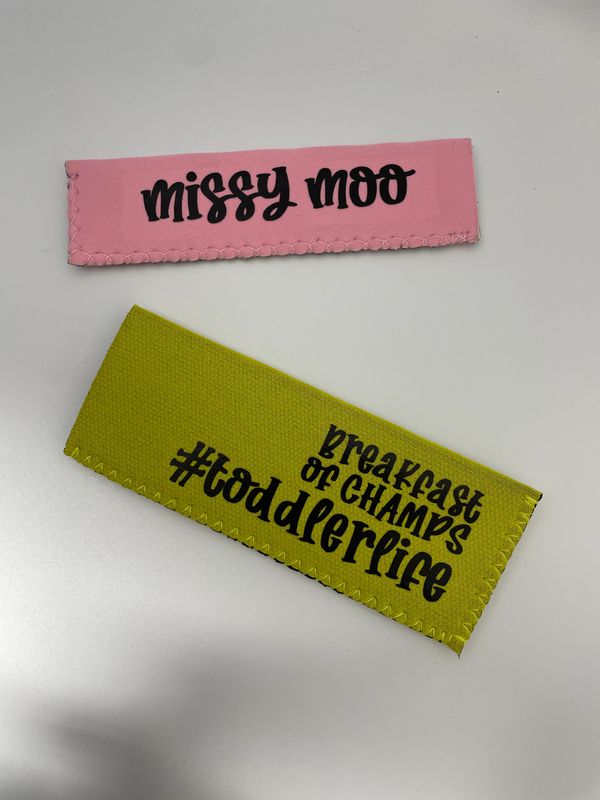 missy moo
Breakfast
OF CHAMPS
#toddlerlife